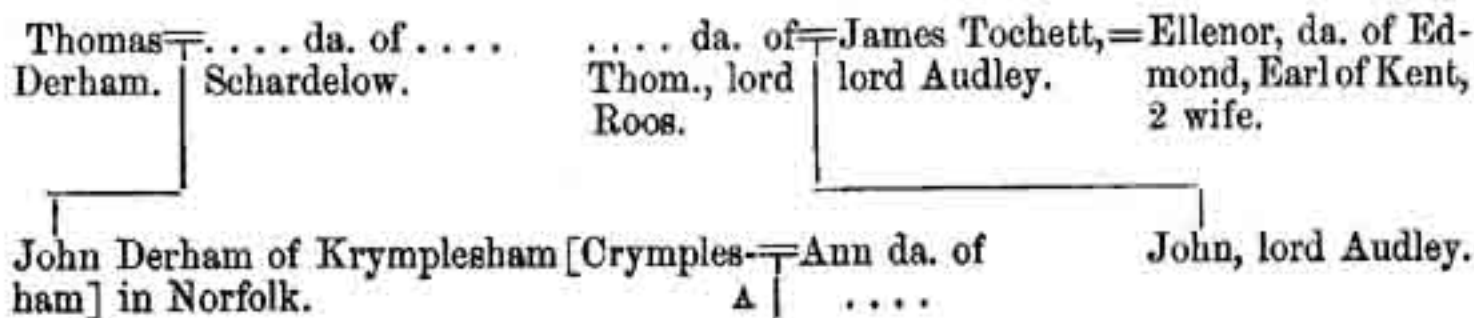 Thomas=. . . . da. of . . . . . . . . da. of=James Tochett,=Ellenor, da. of Ed-
Derham. Schardelow. Thom., lord lord Audley. mond, Earl of Kent,
Roos. 2 wife.
John Derham of Krymplesham [Crymples-=Ann da. of John, lord Audley.
ham] in Norfolk. A . . . .